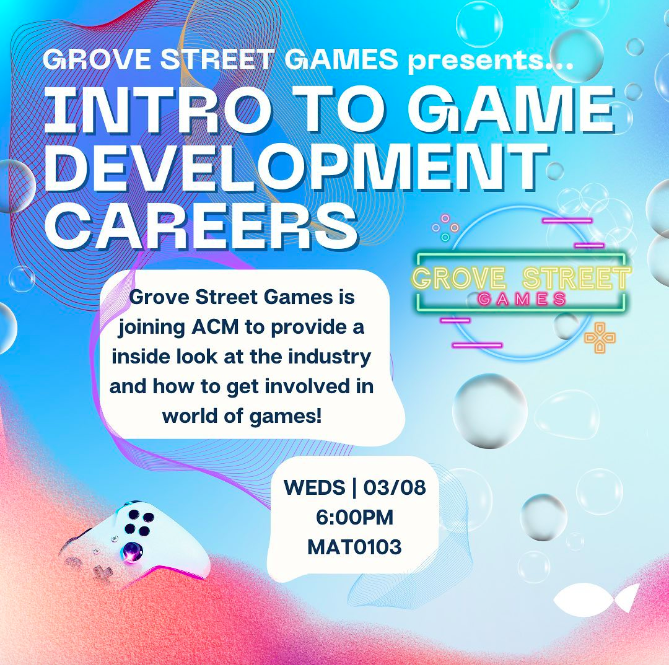 GROVE STREET GAMES presents...
INTRO TO GAME
DEVELOPMENT
CAREERS
GROVE STREET
GAMES
Grove Street Games is
joining ACM to provide a
inside look at the industry
and how to get involved in
world of games!
WEDS | 03/08
6:00PM
MAT0103